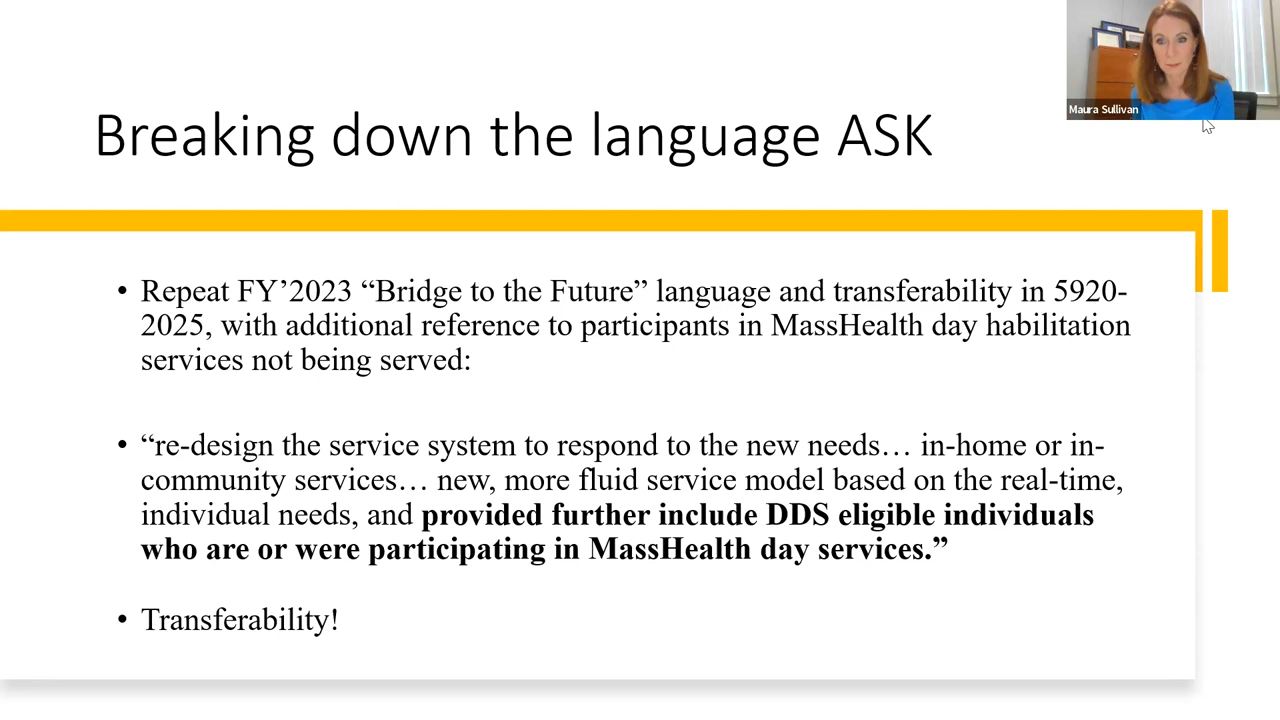 Maura Sullivan
Breaking down the language ASK
• Repeat FY’2023 “Bridge to the Future” language and transferability in 5920-
2025, with additional reference to participants in MassHealth day habilitation
services not being served:
• “re-design the service system to respond to the new needs… in-home or in-
community services… new, more fluid service model based on the real-time,
individual needs, and provided further include DDS eligible individuals
who are or were participating in MassHealth day services.”
• Transferability!